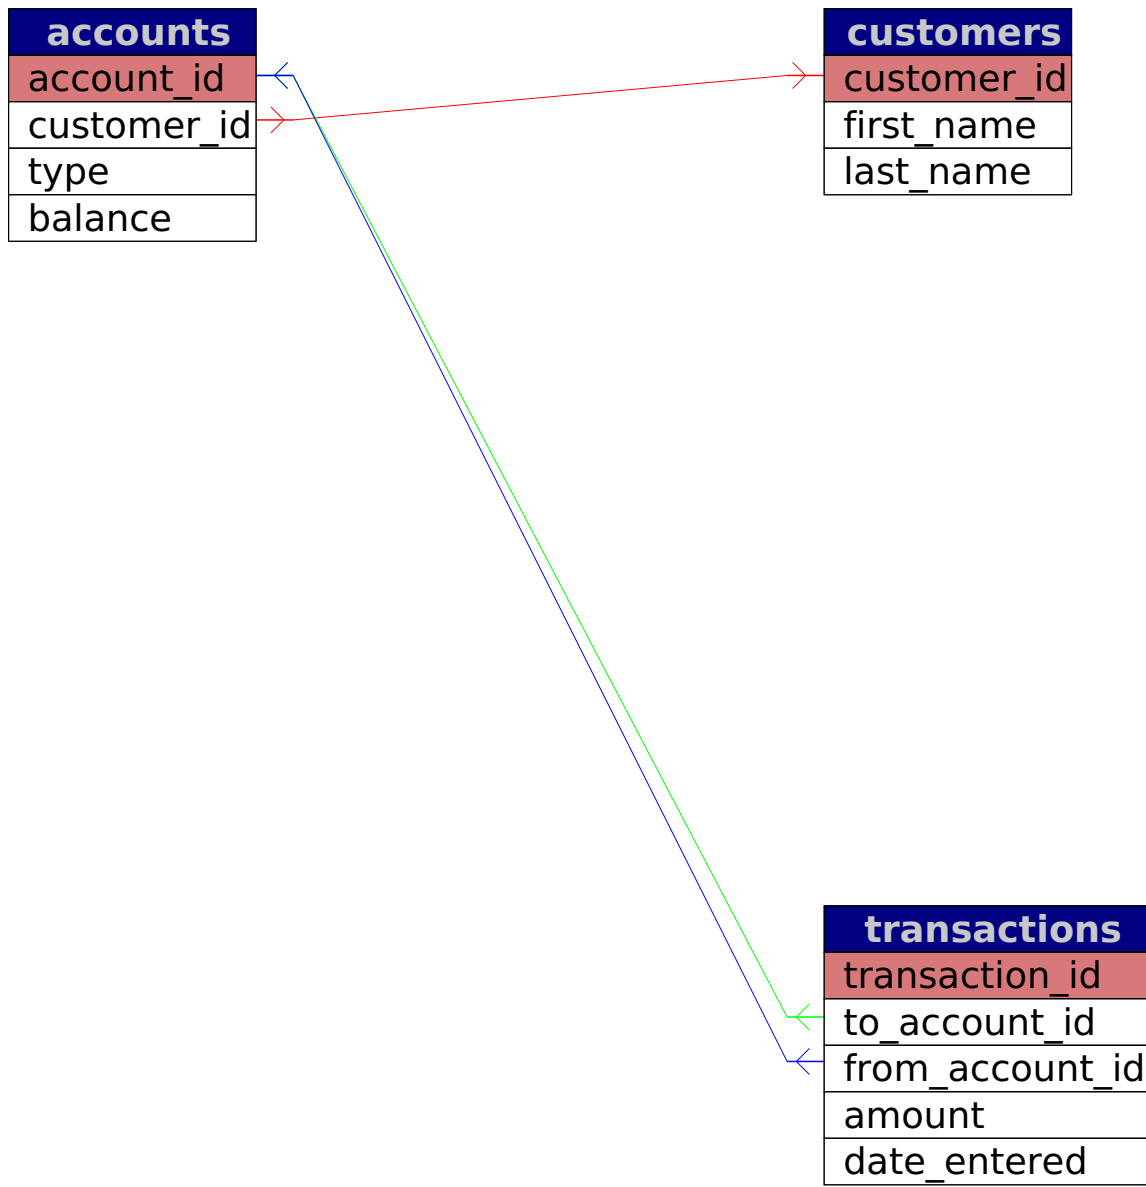 accounts
account_id
customer_id
type
balance
customers
customer_id
first_name
last_name
transactions
transaction_id
to_account_id
from_account_id
amount
date_entered